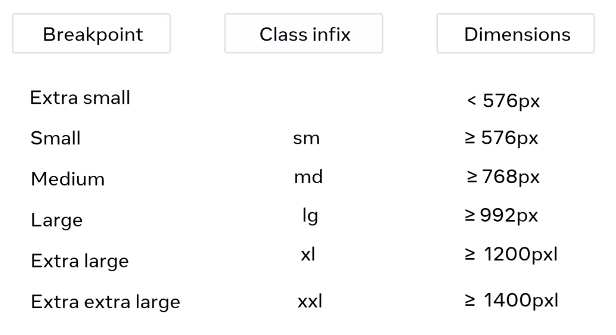 Breakpoint Class infix Dimensions
Extra small < 576px
Small sm ≥ 576px
Medium md ≥ 768px
Large lg ≥ 992px
Extra large xl ≥ 1200pxl
Extra extra large xxl ≥ 1400pxl